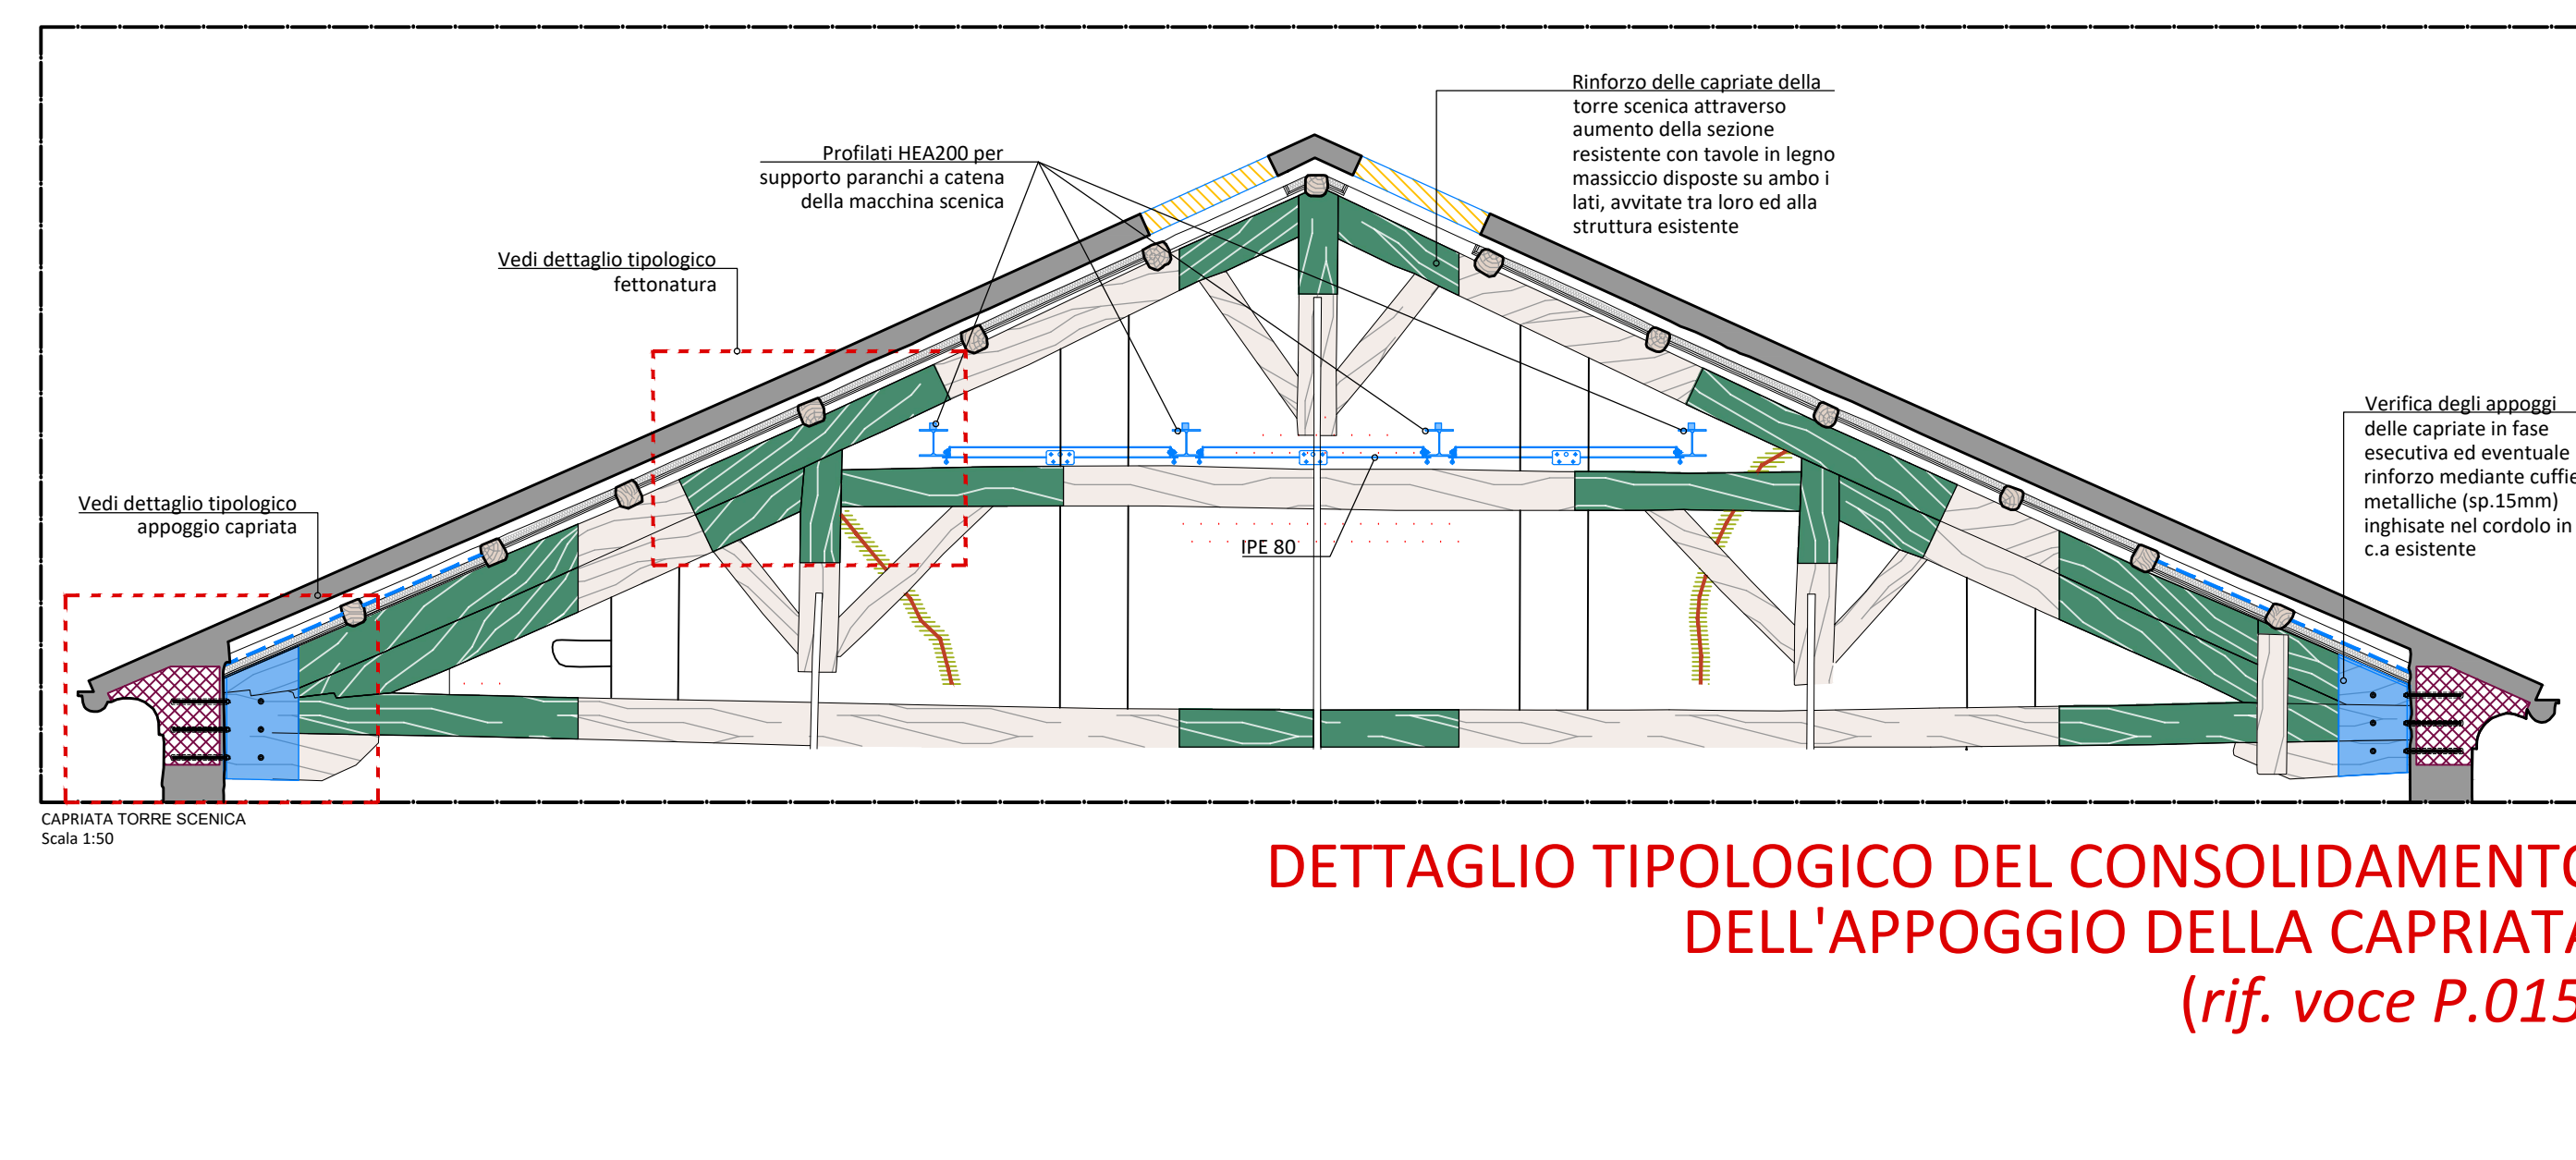 Rinforzo delle capriate della
torre scenica attraverso
aumento della sezione
resistente con tavole in legno
massiccio disposte su ambo i
lati, avvitate tra loro ed alla
struttura esistente
Profilati HEA200 per
supporto paranchi a catena
della macchina scenica
Vedi dettaglio tipologico
fettonatura
Verifica degli appoggi
delle capriate in fase
esecutiva ed eventuale
rinforzo mediante cuffie
metalliche (sp.15mm)
inghisate nel cordolo in
c.a esistente
Vedi dettaglio tipologico
appoggio capriata
IPE 80
CAPRIATA TORRE SCENICA
Scala 1:50
DETTAGLIO TIPOLOGICO DEL CONSOLIDAMENTO
DELL'APPOGGIO DELLA CAPRIATA
(rif. voce P.015